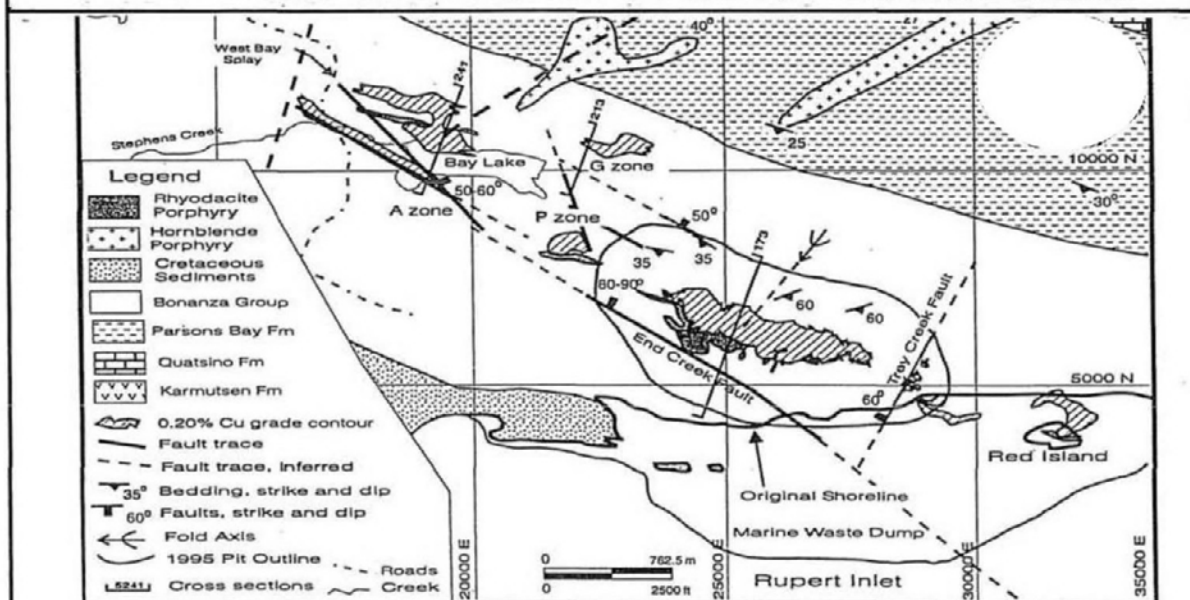 40°
27
West Bay
Splay
5241
1213
Stephens Creek
G zone
25
10000 N
Bay Lake
50-60°
A zone
30°
P zone
50°
35
35
1173
80-90°
60
60
End Creek Fault
Troy Creek Fault
5000 N
60°
Red Island
Original Shoreline
Marine Waste Dump
Rupert Inlet
20000 E
25000 E
30000 E
35000 E
0
762.5 m
0
2500 ft
Legend
Rhyodacite
Porphyry
Hornblende
Porphyry
Cretaceous
Sediments
Bonanza Group
Parsons Bay Fm
Quatsino Fm
Karmutsen Fm
0.20% Cu grade contour
Fault trace
Fault trace, Inferred
35° Bedding, strike and dip
60° Faults, strike and dip
Fold Axis
1995 Pit Outline
Roads
5241 Cross sections
Creek